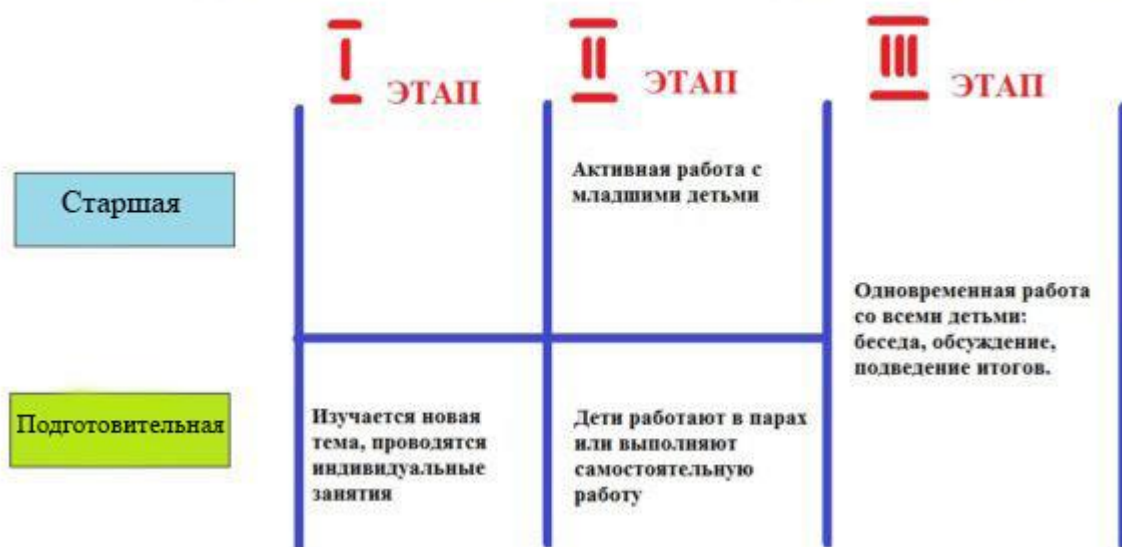 I ЭТАП
II ЭТАП
III ЭТАП
Старшая
Активная работа с
младшими детьми
Одновременная работа
со всеми детьми:
беседа, обсуждение,
подведение итогов.
Подготовительная
Изучается новая
тема, проводятся
индивидуальные
занятия
Дети работают в парах
или выполняют
самостоятельную
работу